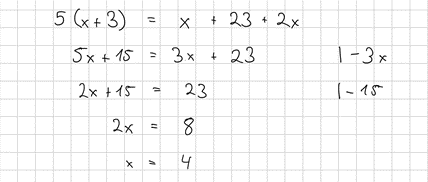 5 (x + 3) = x + 23 + 2x
5x + 15 = 3x + 23 | - 3x
2x + 15 = 23 | - 15
2x = 8
x = 4